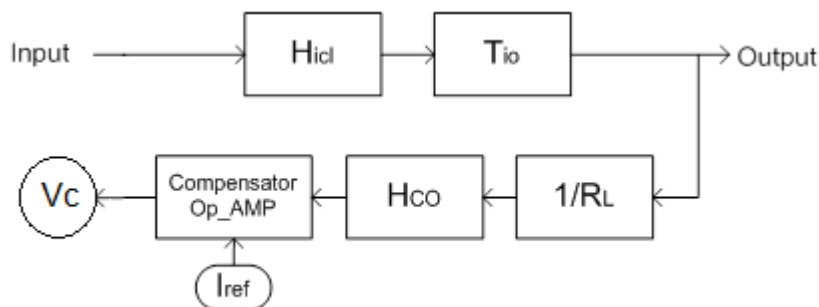 Input
Hicl
Tio
Output
Vc
Compensator
Op_AMP
HCO
1/RL
Iref